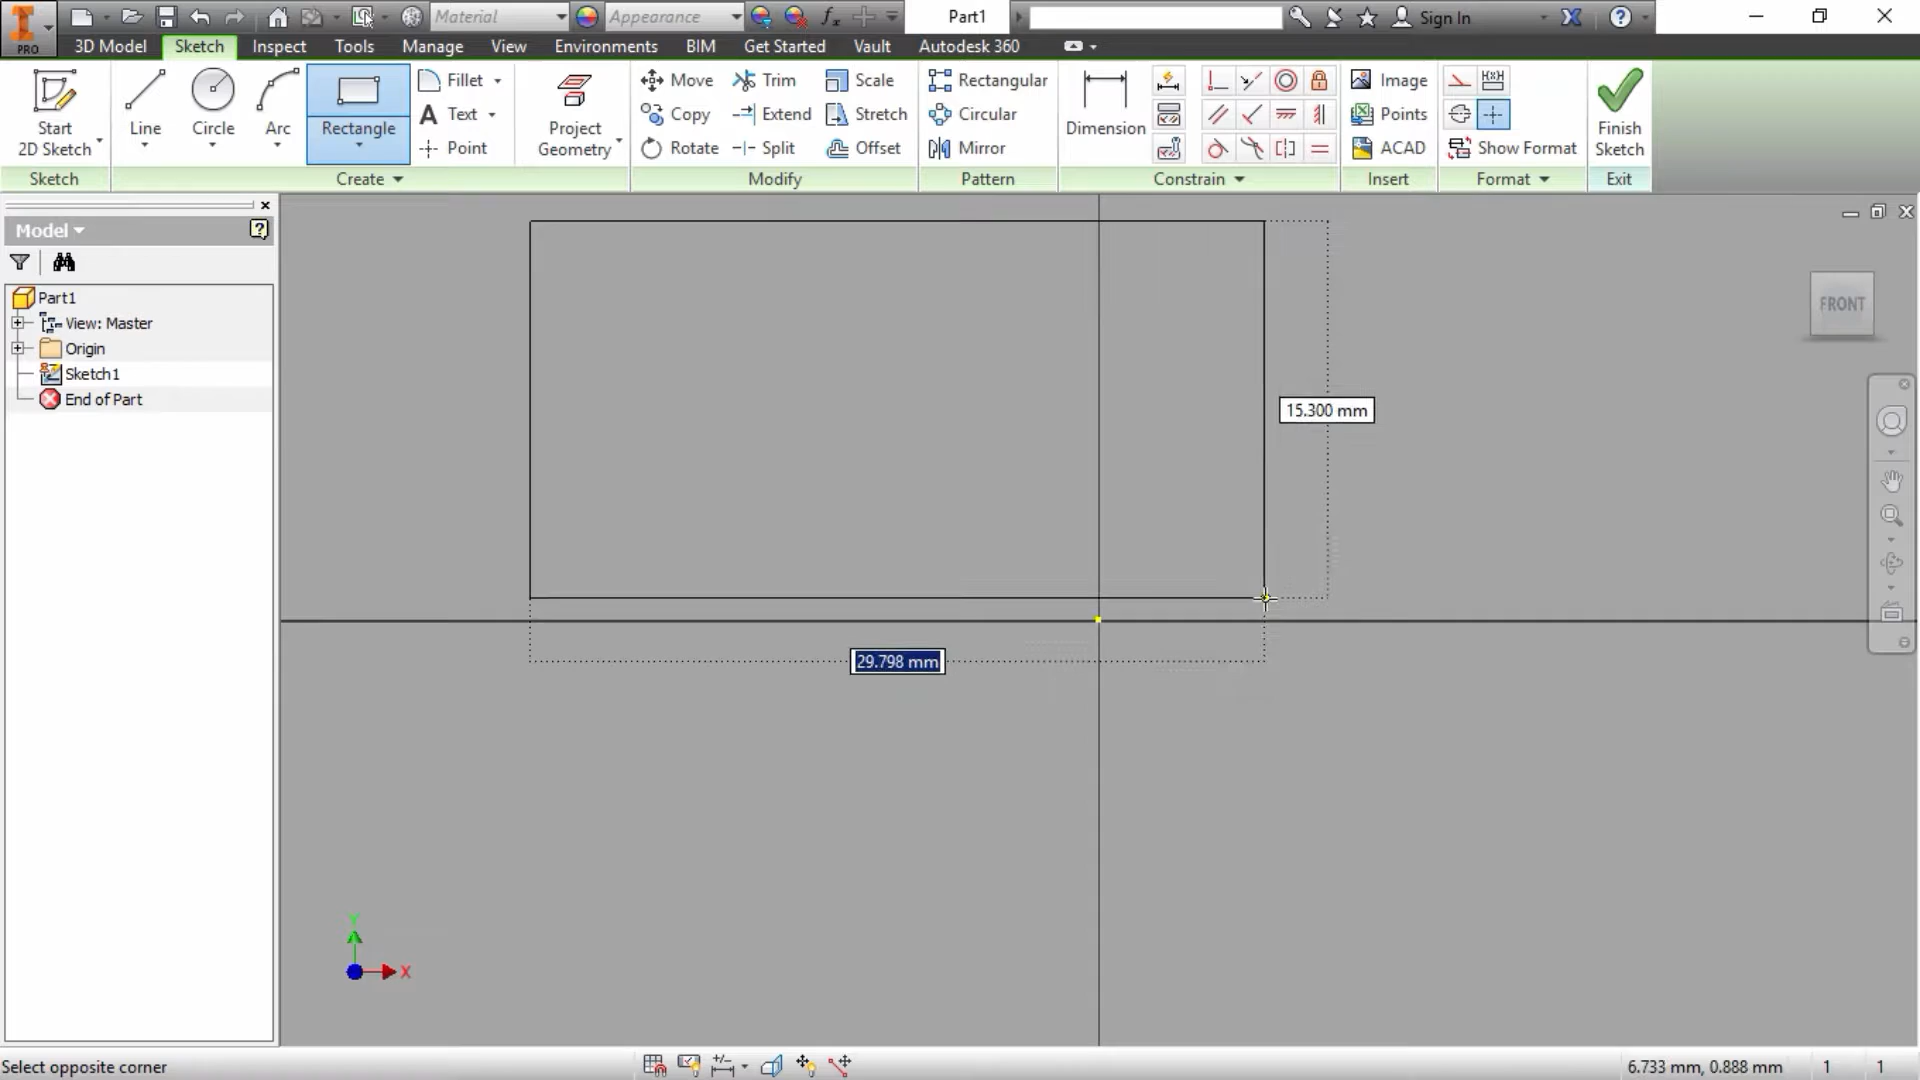 PRO
Material
Appearance
Part1
Sign In
3D Model
Sketch
Inspect
Tools
Manage
View
Environments
BIM
Get Started
Vault
Autodesk 360
Start
2D Sketch
Line
Circle
Arc
Rectangle
Fillet
Text
Point
Project
Geometry
Move
Copy
Rotate
Trim
Extend
Split
Scale
Stretch
Offset
Rectangular
Circular
Mirror
Dimension
Image
Points
ACAD
Show Format
Finish
Sketch
Sketch
Create
Modify
Pattern
Constrain
Insert
Format
Exit
Model
Part1
View: Master
Origin
Sketch1
End of Part
FRONT
15.300 mm
29.798 mm
Y
X
Select opposite corner
6.733 mm, 0.888 mm
1
1